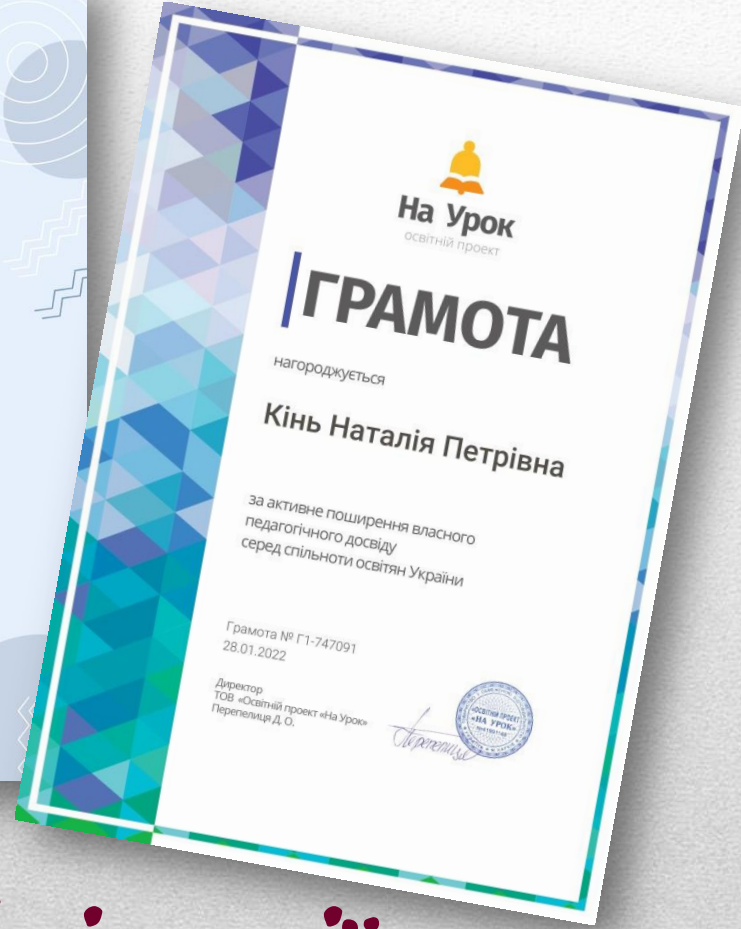 На Урок
освітній проект
ГРАМОТА
нагороджується
Кінь Наталія Петрівна
за активне поширення власного
педагогічного досвіду
серед спільноти освітян України
Грамота № Г1-747091
28.01.2022
Директор
ТОВ «Освітній проект «На Урок»
Перепелиця Д. О.
Перепелиця
«ОСВІТНІЙ ПРОЕКТ
«НА УРОК»